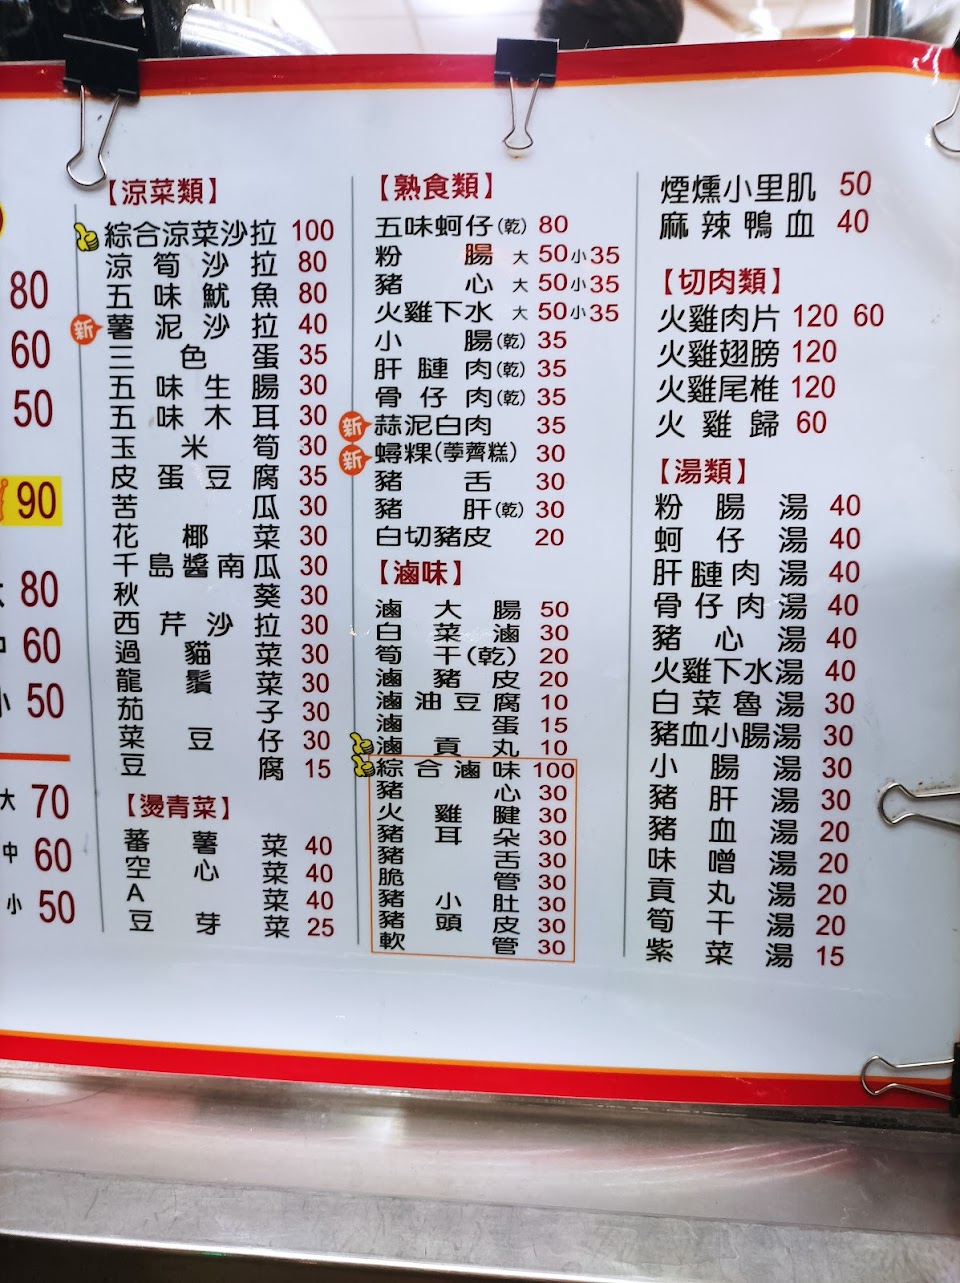 80
60
50
90
80
中 60
小 50
大 70
中 60
小 50
【涼菜類】
綜合涼菜沙拉 100
涼筍沙拉 80
五味魷魚 80
新 薯泥沙拉 40
三色蛋 35
五味生腸 30
五味木耳 30
玉米筍 30
皮蛋豆腐 35
苦瓜 30
花椰菜 30
千島醬南瓜 30
秋葵 30
西芹沙拉 30
過貓菜 30
龍鬚菜 30
茄子 30
菜豆仔 30
豆腐 15
【燙青菜】
蕃薯菜 40
空心菜 40
A菜 40
豆芽菜 25
【熟食類】
五味蚵仔(乾) 80
粉腸 大 50 小 35
豬心 大 50 小 35
火雞下水 大 50 小 35
小腸(乾) 35
肝腱肉(乾) 35
骨仔肉(乾) 35
新 蒜泥白肉 35
新 蟳粿(荸薺糕) 30
豬舌 30
豬肝(乾) 30
白切豬皮 20
【滷味】
滷大腸 50
白菜滷 30
筍干(乾) 20
滷豬皮 20
滷油豆腐 10
滷蛋 15
滷貢丸 10
綜合滷味 100
豬心 30
火雞腱 30
豬耳朵 30
豬舌 30
脆管 30
豬小肚 30
豬頭皮 30
軟管 30
煙燻小里肌 50
麻辣鴨血 40
【切肉類】
火雞肉片 120 60
火雞翅膀 120
火雞尾椎 120
火雞歸 60
【湯類】
粉腸湯 40
蚵仔湯 40
肝腱肉湯 40
骨仔肉湯 40
豬心湯 40
火雞下水湯 40
白菜魯湯 30
豬血小腸湯 30
小腸湯 30
豬肝湯 30
豬血湯 20
味噌湯 20
貢丸湯 20
筍干湯 20
紫菜湯 15